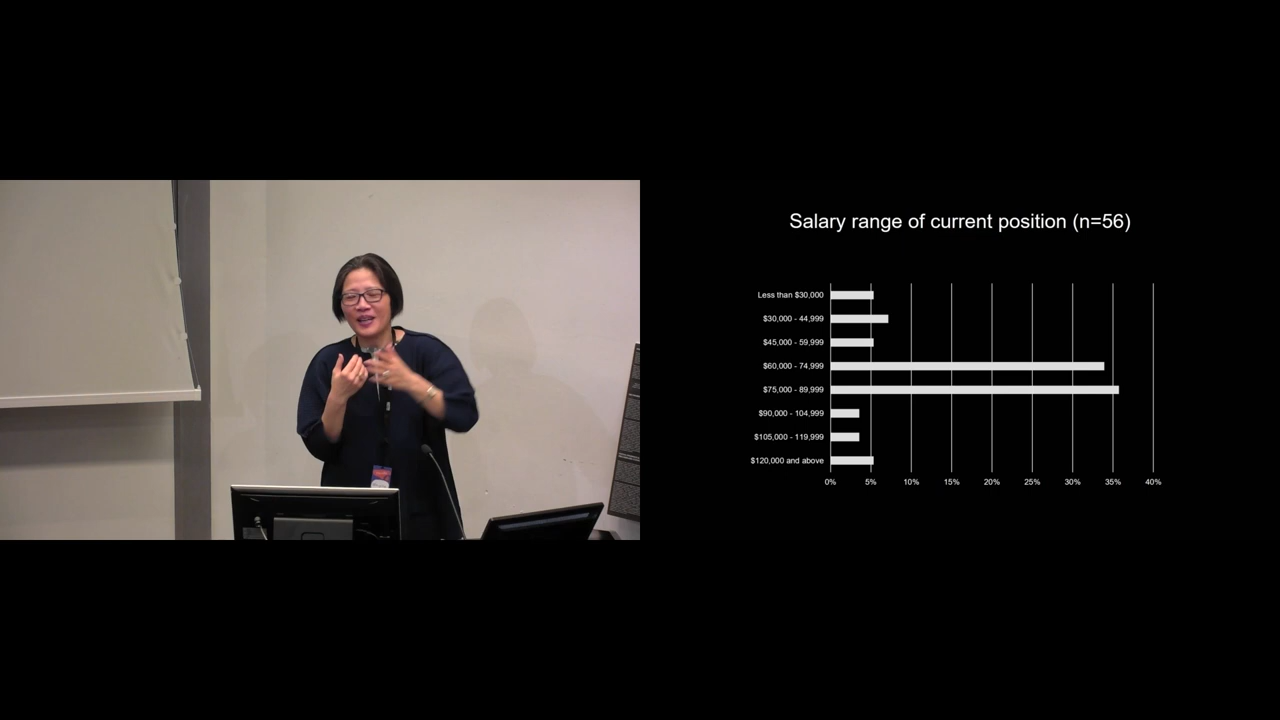 Salary range of current position (n=56)
Less than $30,000
$30,000 - 44,999
$45,000 - 59,999
$60,000 - 74,999
$75,000 - 89,999
$90,000 - 104,999
$105,000 - 119,999
$120,000 and above
0% 5% 10% 15% 20% 25% 30% 35% 40%